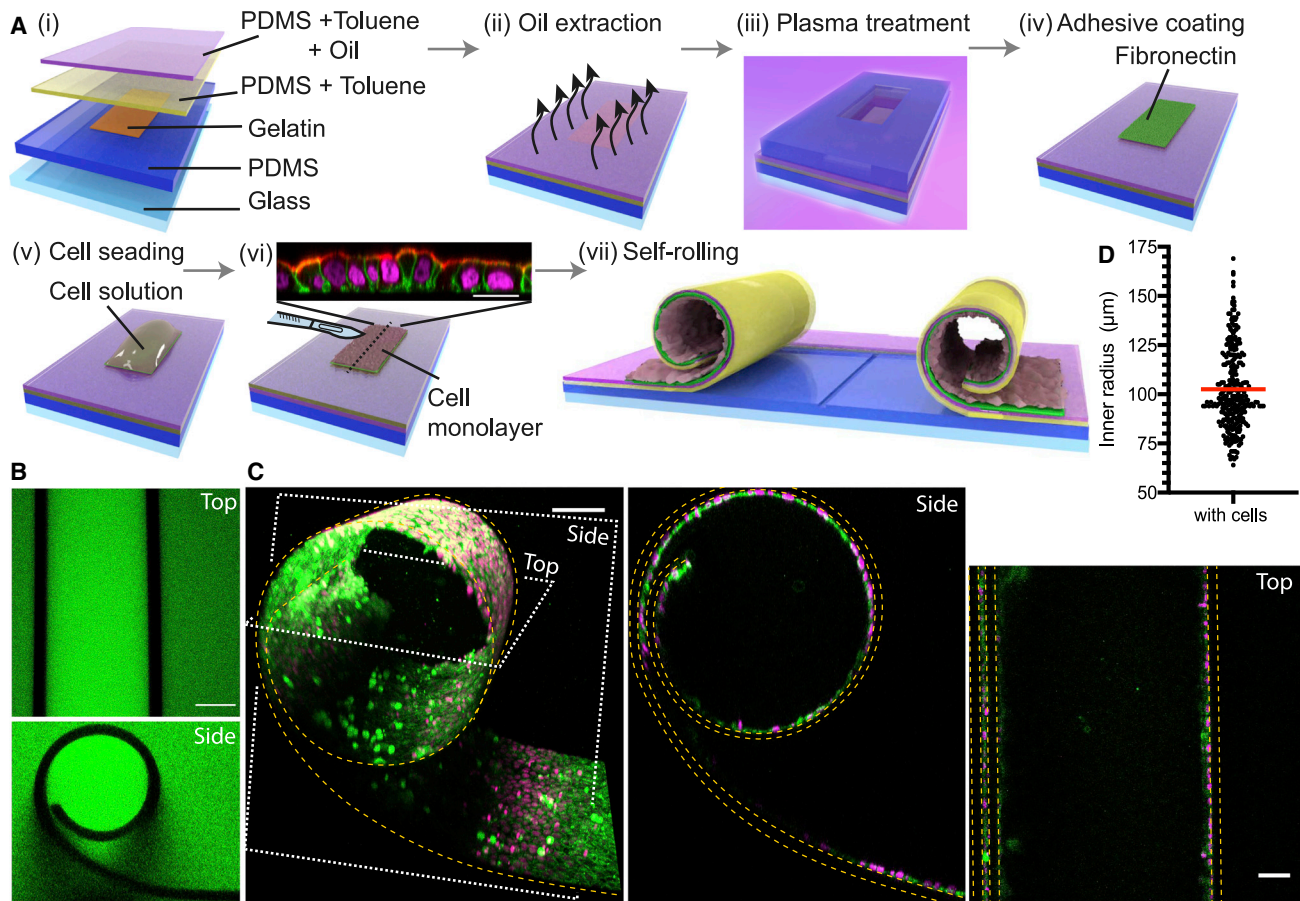 A (i)
PDMS +Toluene
+ Oil
PDMS + Toluene
Gelatin
PDMS
Glass
(ii) Oil extraction
(iii) Plasma treatment
(iv) Adhesive coating
Fibronectin
(v) Cell seading
Cell solution
(vi)
Cell
monolayer
(vii) Self-rolling
D
Inner radius (µm)
175
150
125
100
75
50
with cells
B
Top
Side
C
Side
Top
Side
Top